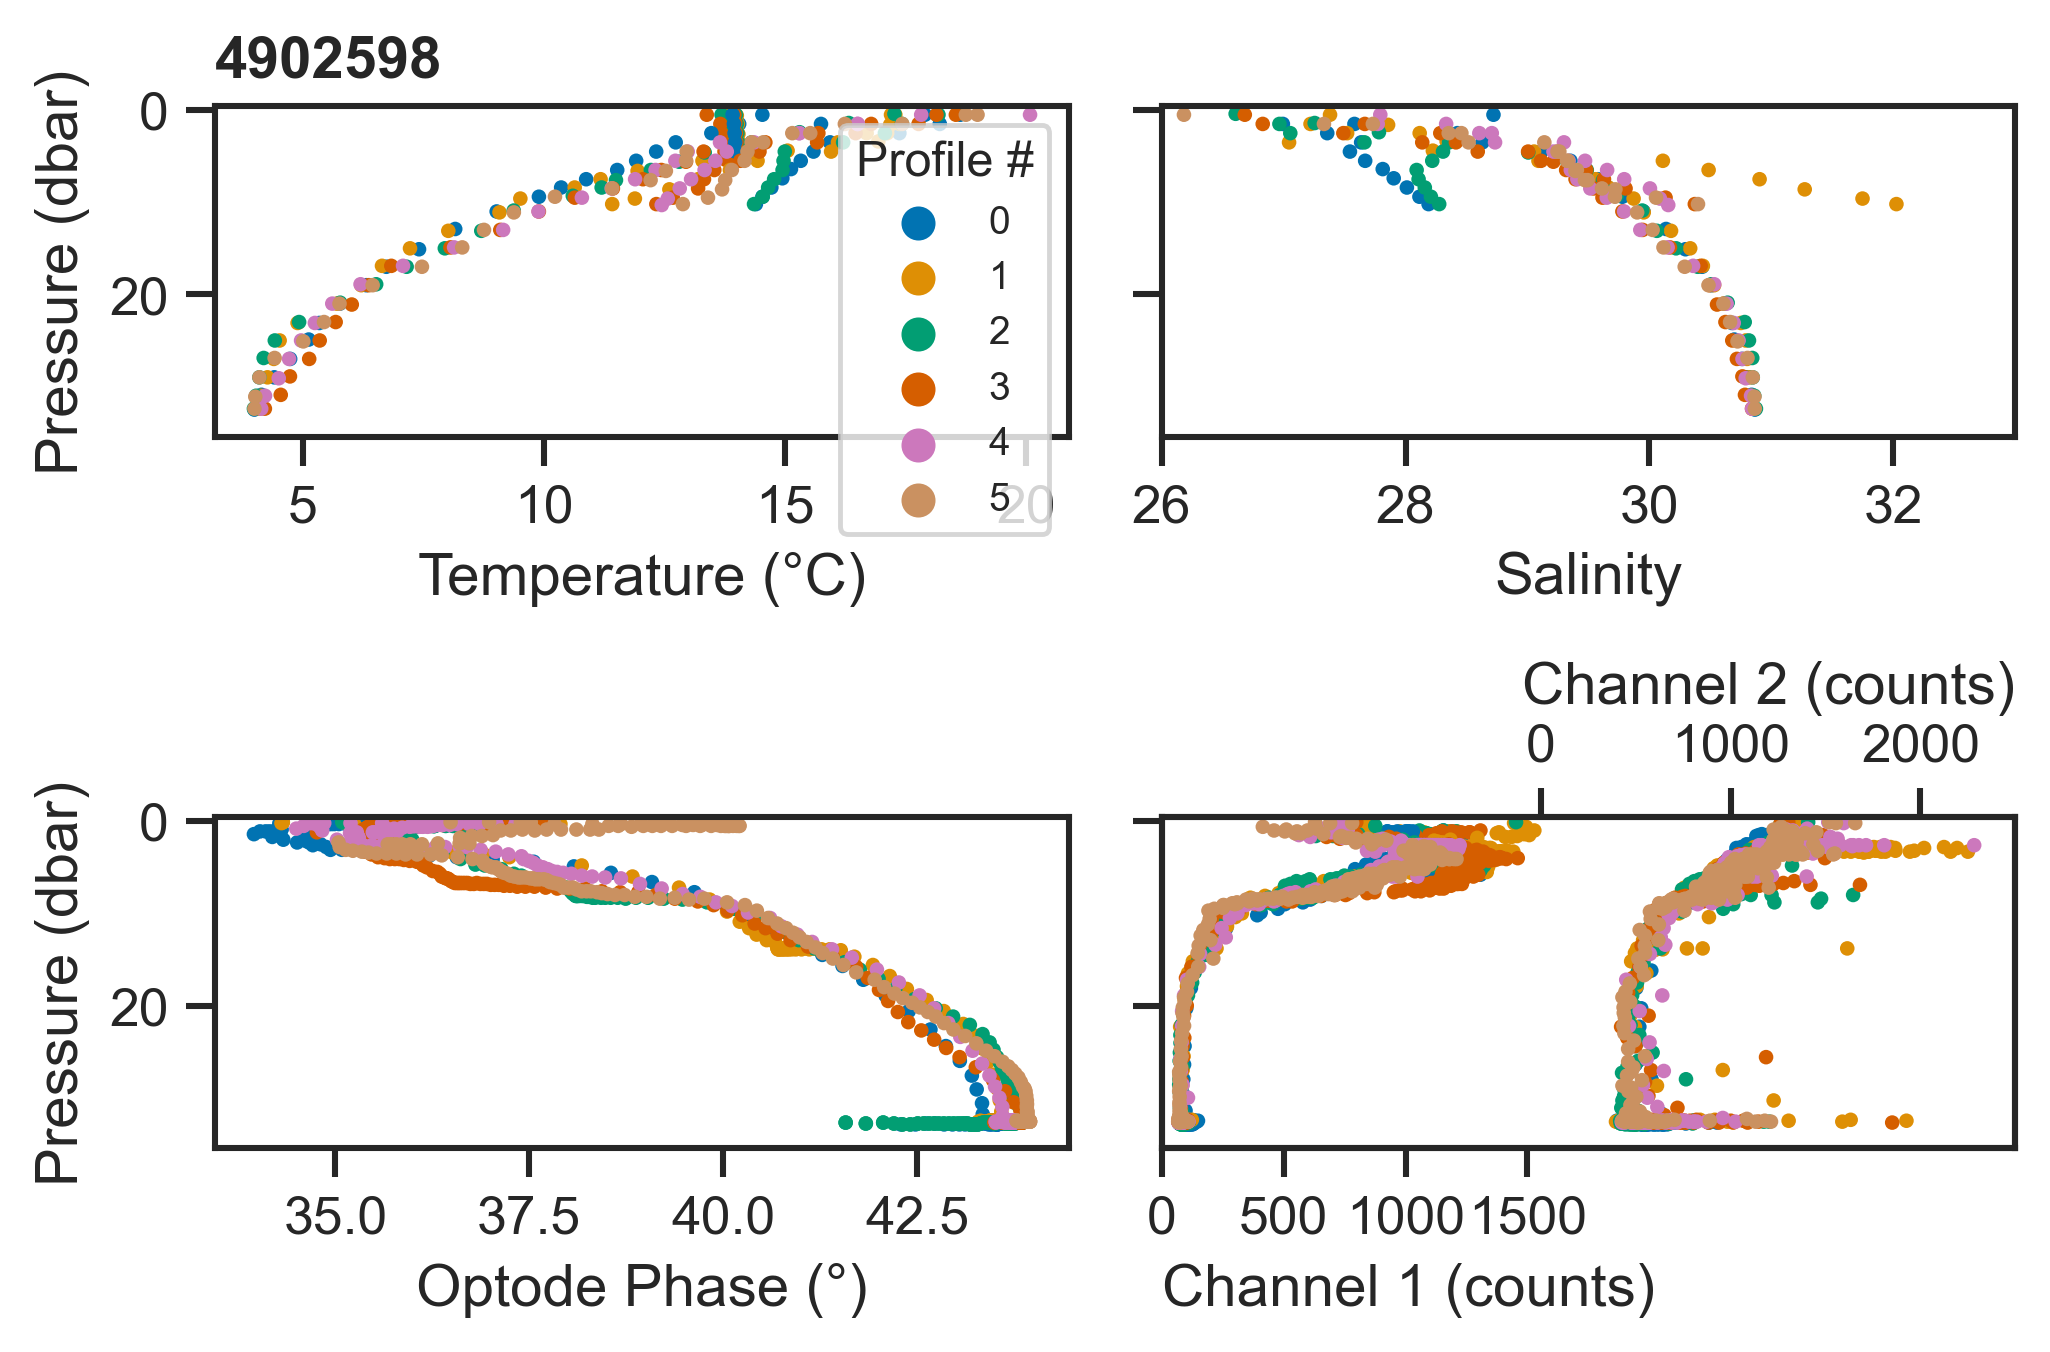 4902598
Pressure (dbar)
0
20
5 10 15 20
Temperature (°C)
Profile #
0
1
2
3
4
5
26 28 30 32
Salinity
Pressure (dbar)
0
20
35.0 37.5 40.0 42.5
Optode Phase (°)
Channel 2 (counts)
0 1000 2000
0 500 1000 1500
Channel 1 (counts)